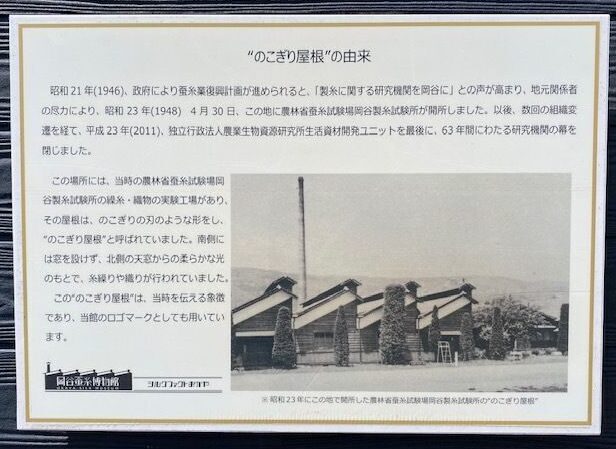 “のこぎり屋根”の由来
昭和21年(1946)、政府により蚕糸業復興計画が進められると、「製糸に関する研究機関を岡谷に」との声が高まり、地元関係者
の尽力により、昭和 23年(1948) 4月30日、この地に農林省蚕糸試験場岡谷製糸試験所が開所しました。以後、数回の組織変
遷を経て、平成23年(2011)、独立行政法人農業生物資源研究所生活資材開発ユニットを最後に、63年間にわたる研究機関の幕を
閉じました。
この場所には、当時の農林省蚕糸試験場岡
谷製糸試験所の繰糸・織物の実験工場があり、
その屋根は、のこぎりの刃のような形をし、
“のこぎり屋根”と呼ばれていました。南側に
は窓を設けず、北側の天窓からの柔らかな光
のもとで、糸繰りや織りが行われていました。
この“のこぎり屋根”は、当時を伝える象徴
であり、当館のロゴマークとしても用いてい
ます。
岡谷蚕糸博物館
OKAYA SILK MUSEUM
シルクファクトおかや
※昭和23年にこの地で開所した農林省蚕糸試験場岡谷製糸試験所の“のこぎり屋根”